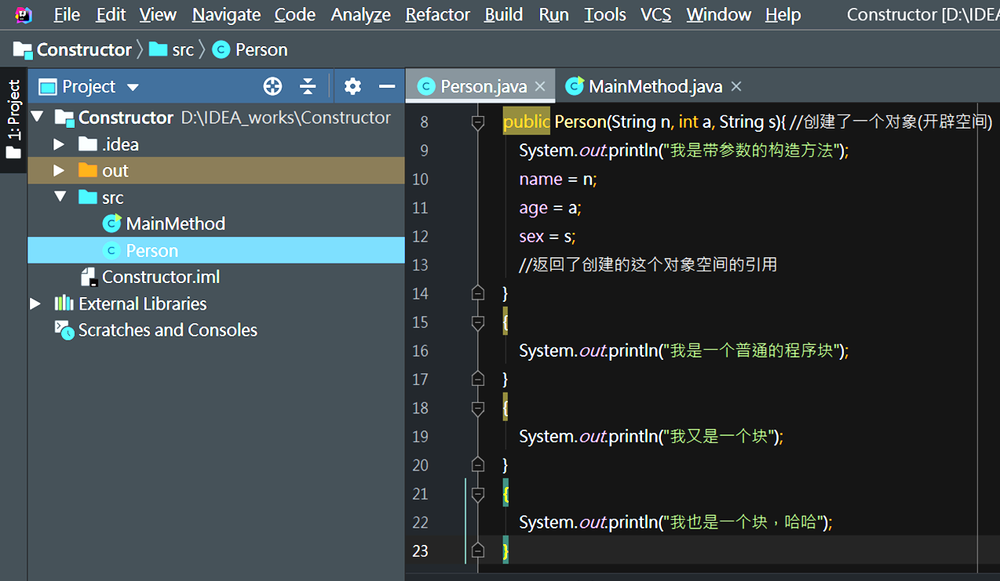 File Edit View Navigate Code Analyze Refactor Build Run Tools VCS Window Help Constructor [D:\IDEA
Constructor src Person
1: Project
Project
Constructor D:\IDEA_works\Constructor
.idea
out
src
MainMethod
Person
Constructor.iml
External Libraries
Scratches and Consoles
Person.java MainMethod.java
8 public Person(String n, int a, String s){ //创建了一个对象(开辟空间)
9 System.out.println("我是带参数的构造方法");
10 name = n;
11 age = a;
12 sex = s;
13 //返回了创建的这个对象空间的引用
14 }
15 {
16 System.out.println("我是一个普通的程序块");
17 }
18 {
19 System.out.println("我又是一个块");
20 }
21 {
22 System.out.println("我也是一个块，哈哈");
23 }